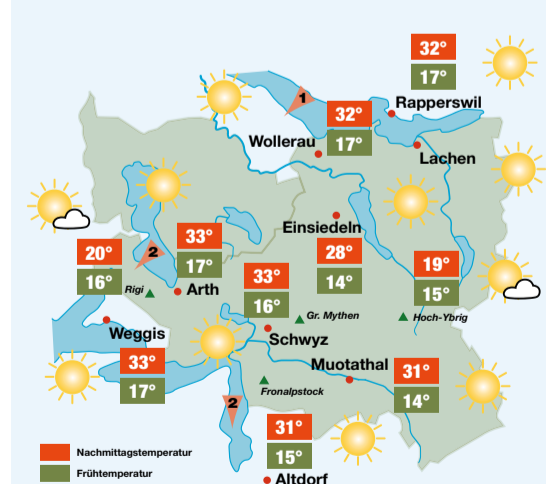 32°
17°
Rapperswil
1
32°
17°
Wollerau
Lachen
Einsiedeln
28°
14°
33°
17°
2
20°
16°
Rigi
Arth
33°
16°
19°
15°
Gr. Mythen
Hoch-Ybrig
Schwyz
Weggis
33°
17°
Muotathal
31°
14°
Fronalpstock
2
31°
15°
Altdorf
Nachmittagstemperatur
Frühtemperatur